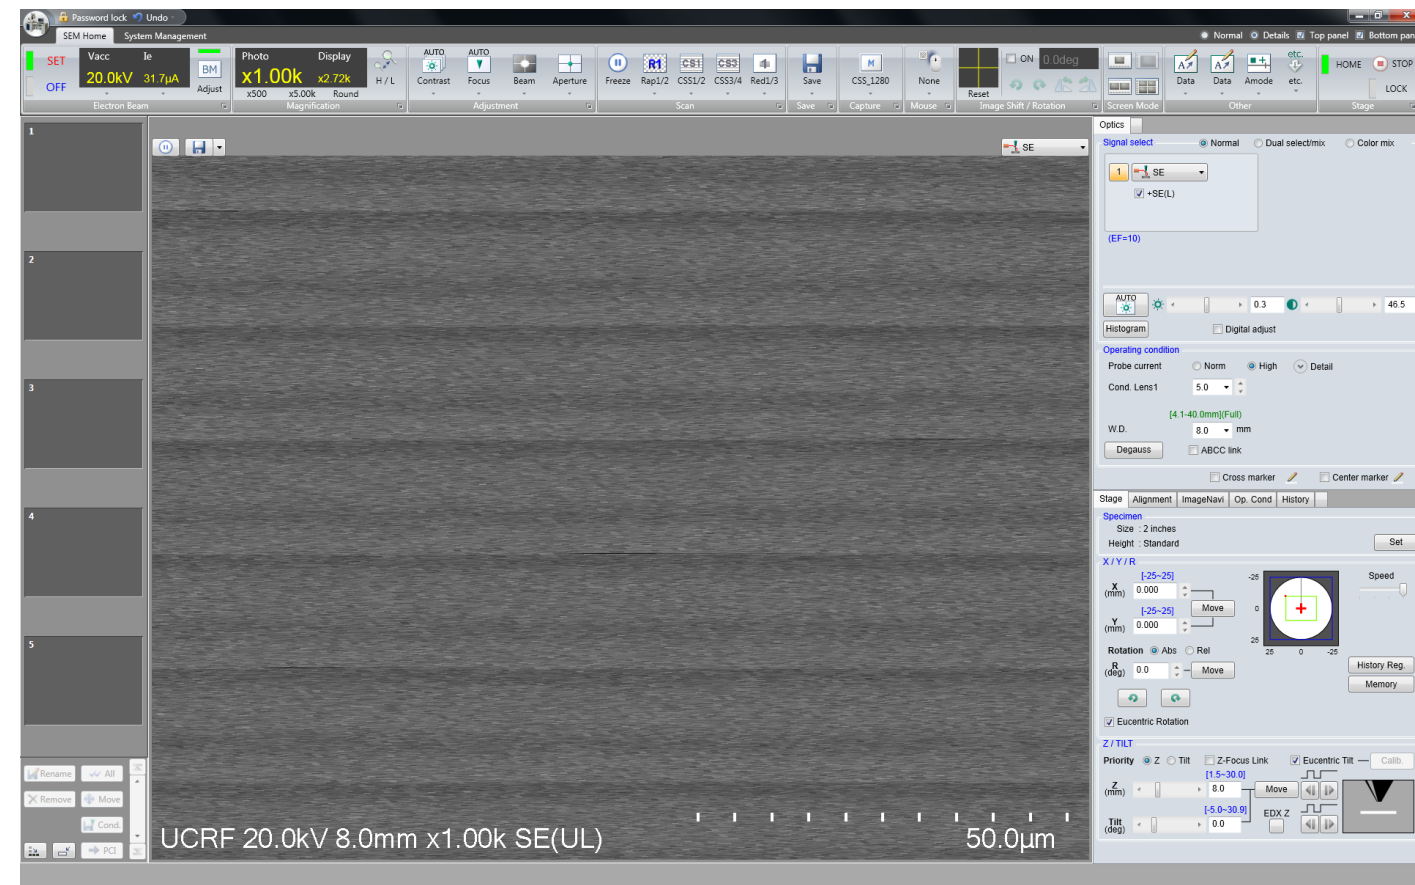 Password lock Undo
SEM Home System Management
Normal Details Top panel Bottom pan
SET OFF
Vacc Ie
20.0kV 31.7µA
BM
Adjust
Electron Beam
Photo Display
x1.00k x2.72k
x500 x5.00k Round
H / L
Magnification
AUTO AUTO
Contrast Focus Beam Aperture
Adjustment
R1 CS1 CS3
Freeze Rap1/2 CSS1/2 CSS3/4 Red1/3
Scan
Save
Save
M
CSS_1280
Capture
None
Mouse
ON 0.0deg
Reset
Image Shift / Rotation
Screen Mode
etc.
Data Data Amode etc.
Other
HOME STOP
LOCK
Stage
1
2
3
4
5
Rename All
Remove Move
Cond.
PCI
SE
UCRF 20.0kV 8.0mm x1.00k SE(UL)
50.0µm
Optics
Signal select Normal Dual select/mix Color mix
1 SE
+SE(L)
(EF=10)
AUTO 0.3 46.5
Histogram Digital adjust
Operating condition
Probe current Norm High Detail
Cond. Lens1 5.0
[4.1-40.0mm](Full)
W.D. 8.0 mm
Degauss ABCC link
Cross marker Center marker
Stage Alignment ImageNavi Op. Cond History
Specimen
Size : 2 inches
Height : Standard
Set
X / Y / R
[-25~25]
X (mm) 0.000
[-25~25]
Move
Y (mm) 0.000
-25
0
25
25 0 -25
Speed
Rotation Abs Rel
R (deg) 0.0 Move
History Reg.
Memory
Eucentric Rotation
Z / TILT
Priority Z Tilt Z-Focus Link Eucentric Tilt Calib.
[1.5~30.0]
Z (mm) 8.0 Move
[-5.0~30.9]
Tilt (deg) 0.0
EDX Z